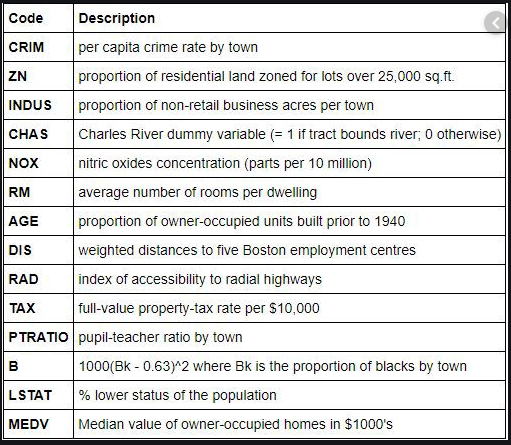 Code Description
CRIM per capita crime rate by town
ZN proportion of residential land zoned for lots over 25,000 sq.ft.
INDUS proportion of non-retail business acres per town
CHAS Charles River dummy variable (= 1 if tract bounds river; 0 otherwise)
NOX nitric oxides concentration (parts per 10 million)
RM average number of rooms per dwelling
AGE proportion of owner-occupied units built prior to 1940
DIS weighted distances to five Boston employment centres
RAD index of accessibility to radial highways
TAX full-value property-tax rate per $10,000
PTRATIO pupil-teacher ratio by town
B 1000(Bk - 0.63)^2 where Bk is the proportion of blacks by town
LSTAT % lower status of the population
MEDV Median value of owner-occupied homes in $1000's